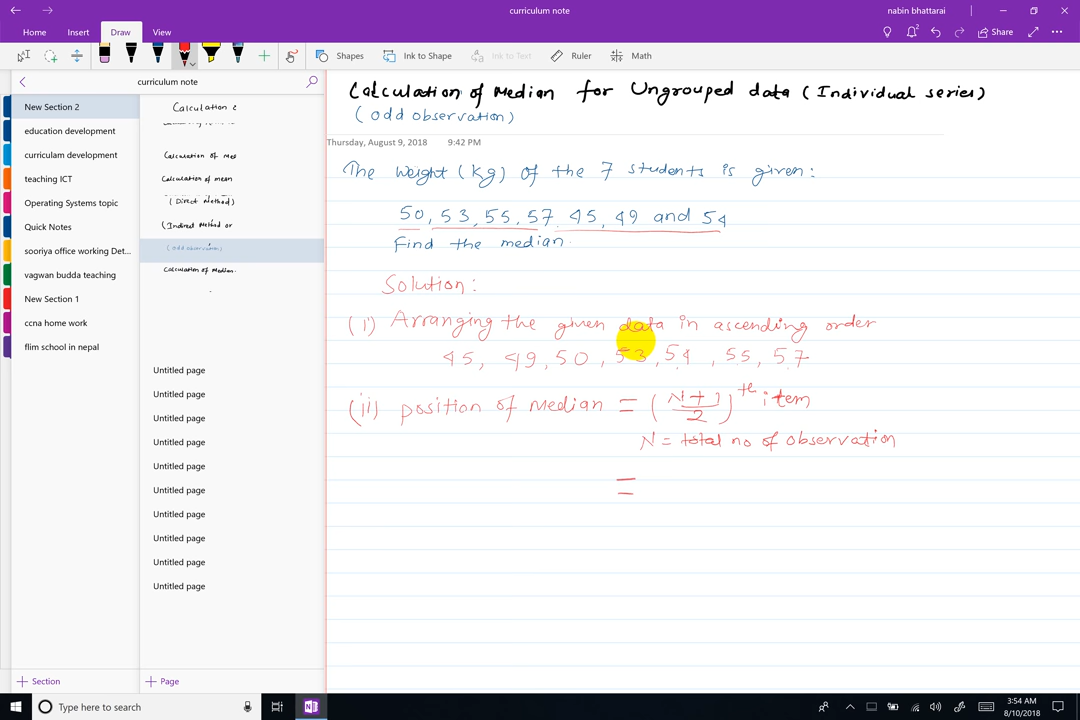 curriculum note
nabin bhattarai
Home Insert Draw View
Share
Shapes Ink to Shape Ink to Text Ruler Math
curriculum note
New Section 2
education development
curriculam development
teaching ICT
Operating Systems topic
Quick Notes
sooriya office working Det...
vagwan budda teaching
New Section 1
ccna home work
flim school in nepal
Section
Calculation
Calculation of Mea
Calculation of mean
(Direct Method)
(Indirect Method or
(odd observation)
Calculation of Median.
Untitled page
Untitled page
Untitled page
Untitled page
Untitled page
Untitled page
Untitled page
Untitled page
Untitled page
Untitled page
Page
Calculation of Median for Ungrouped data (Individual series)
(odd observation)
Thursday, August 9, 2018 9:42 PM
The weight (kg) of the 7 students is given:
50, 53, 55, 57 45, 49 and 54
Find the median.
Solution:
(i) Arranging the given data in ascending order
45, 49, 50, 53, 54, 55, 57
(ii) position of Median = (N+1/2)th item
N = total no of observation
=
Type here to search
3:54 AM
8/10/2018